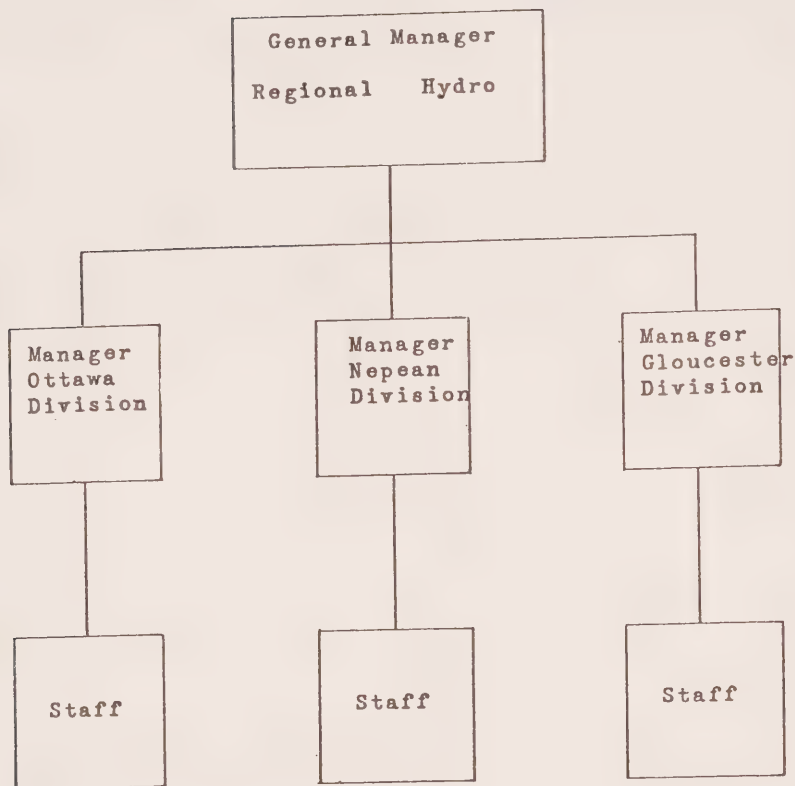 General Manager
Regional Hydro
Manager
Ottawa
Division
Manager
Nepean
Division
Manager
Gloucester
Division
Staff
Staff
Staff